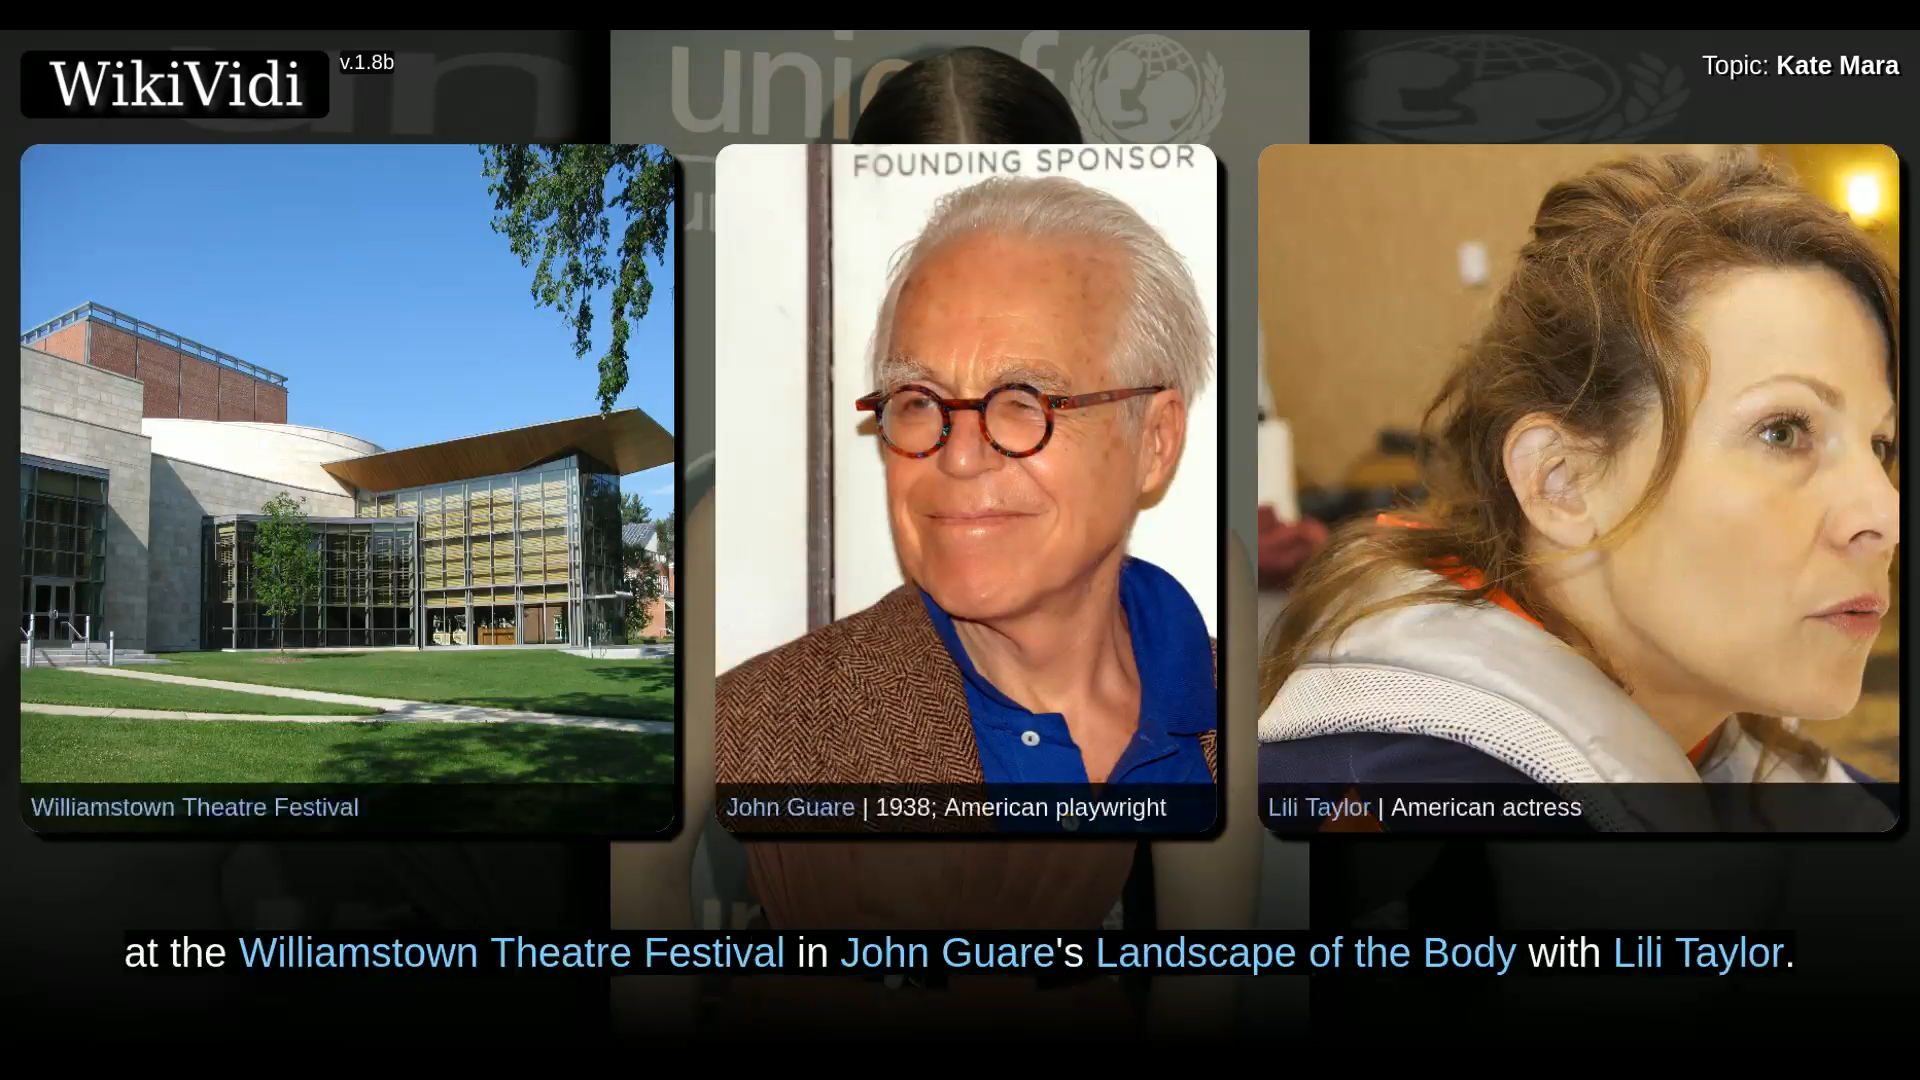 WikiVidi
v.1.8b
Topic: Kate Mara
unicef
FOUNDING SPONSOR
Williamstown Theatre Festival
John Guare | 1938; American playwright
Lili Taylor | American actress
at the Williamstown Theatre Festival in John Guare's Landscape of the Body with Lili Taylor.